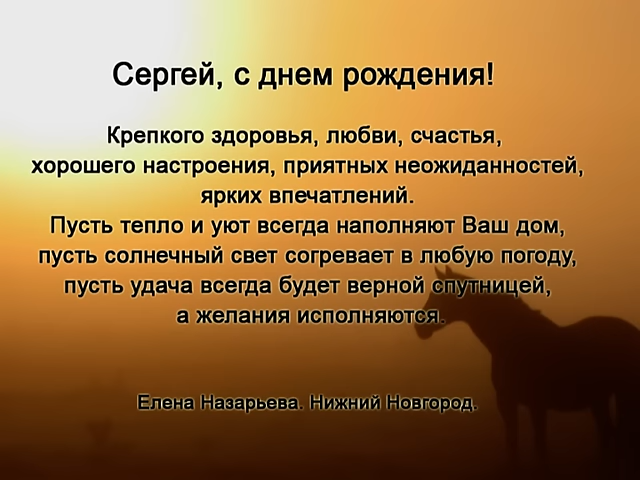 Сергей, с днем рождения!
Крепкого здоровья, любви, счастья,
хорошего настроения, приятных неожиданностей,
ярких впечатлений.
Пусть тепло и уют всегда наполняют Ваш дом,
пусть солнечный свет согревает в любую погоду,
пусть удача всегда будет верной спутницей,
а желания исполняются.
Елена Назарьева. Нижний Новгород.